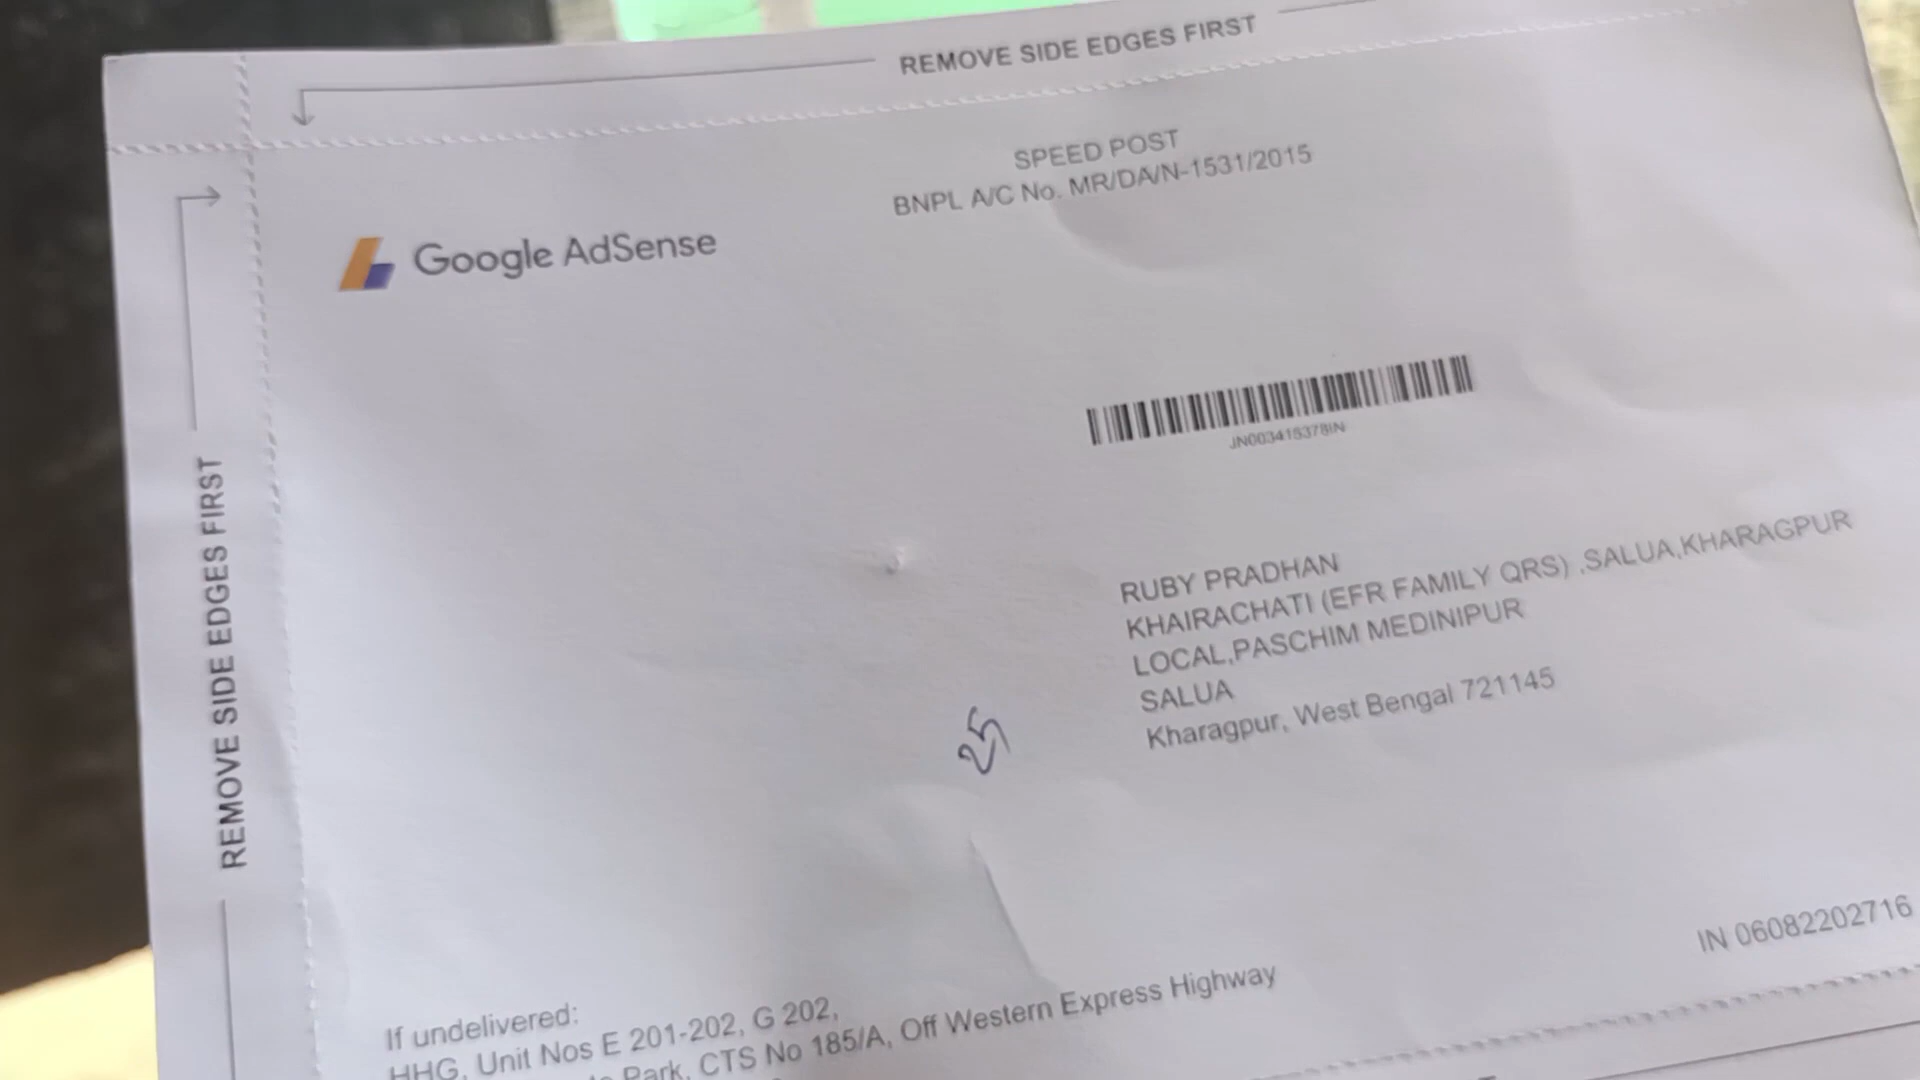 REMOVE SIDE EDGES FIRST
SPEED POST
BNPL A/C No. MR/DA/N-1531/2015
Google AdSense
JN003415378IN
REMOVE SIDE EDGES FIRST
RUBY PRADHAN
KHAIRACHATI (EFR FAMILY QRS) ,SALUA,KHARAGPUR
LOCAL,PASCHIM MEDINIPUR
SALUA
Kharagpur, West Bengal 721145
25
IN 06082202716
If undelivered:
HHG, Unit Nos E 201-202, G 202,
Park, CTS No 185/A, Off Western Express Highway